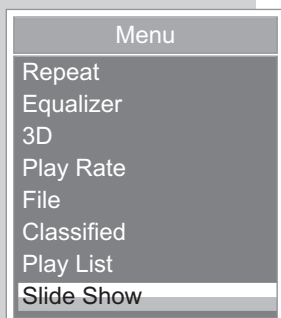 Menu
Repeat
Equalizer
3D
Play Rate
File
Classified
Play List
Slide Show